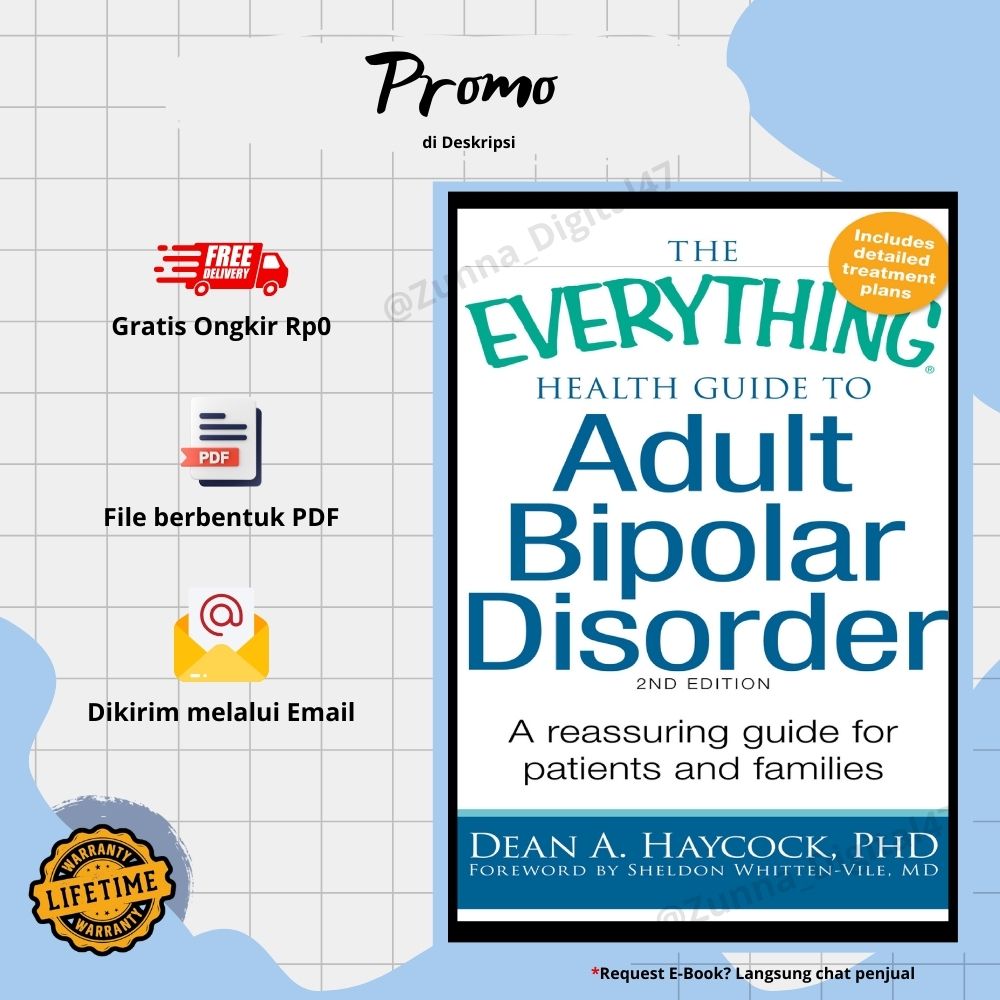 Promo
di Deskripsi
@Zunna_Digital47
FREE
DELIVERY
Gratis Ongkir Rp0
PDF
File berbentuk PDF
@
Dikirim melalui Email
WARRANTY
LIFETIME
WARRANTY
Includes
detailed
treatment
plans
THE
EVERYTHING®
HEALTH GUIDE TO
Adult
Bipolar
Disorder
2ND EDITION
A reassuring guide for
patients and families
DEAN A. HAYCOCK, PHD
FOREWORD BY SHELDON WHITTEN-VILE, MD
@Zunna_Digital47
*Request E-Book? Langsung chat penjual